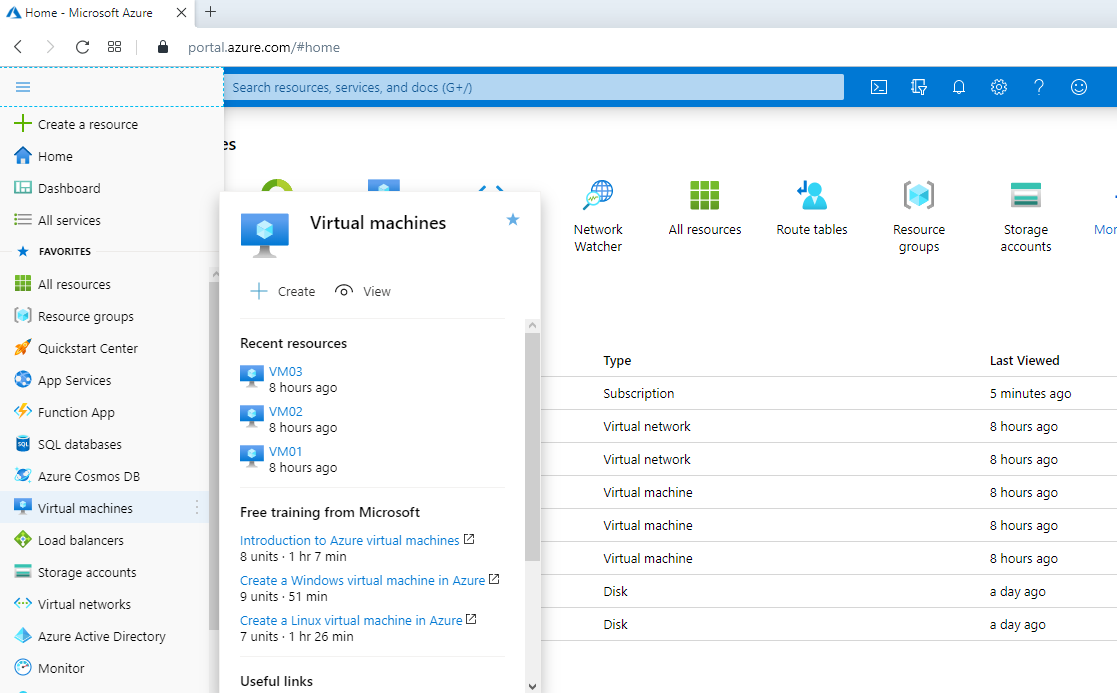 Home - Microsoft Azure
portal.azure.com/#home
Search resources, services, and docs (G+/)
Create a resource
Home
Dashboard
All services
FAVORITES
All resources
Resource groups
Quickstart Center
App Services
Function App
SQL databases
Azure Cosmos DB
Virtual machines
Load balancers
Storage accounts
Virtual networks
Azure Active Directory
Monitor
Virtual machines
Create View
Recent resources
VM03
8 hours ago
VM02
8 hours ago
VM01
8 hours ago
Free training from Microsoft
Introduction to Azure virtual machines
8 units · 1 hr 7 min
Create a Windows virtual machine in Azure
9 units · 51 min
Create a Linux virtual machine in Azure
7 units · 1 hr 26 min
Useful links
es
Network
Watcher
All resources
Route tables
Resource
groups
Storage
accounts
Mor
Type Last Viewed
Subscription 5 minutes ago
Virtual network 8 hours ago
Virtual network 8 hours ago
Virtual machine 8 hours ago
Virtual machine 8 hours ago
Virtual machine 8 hours ago
Disk a day ago
Disk a day ago